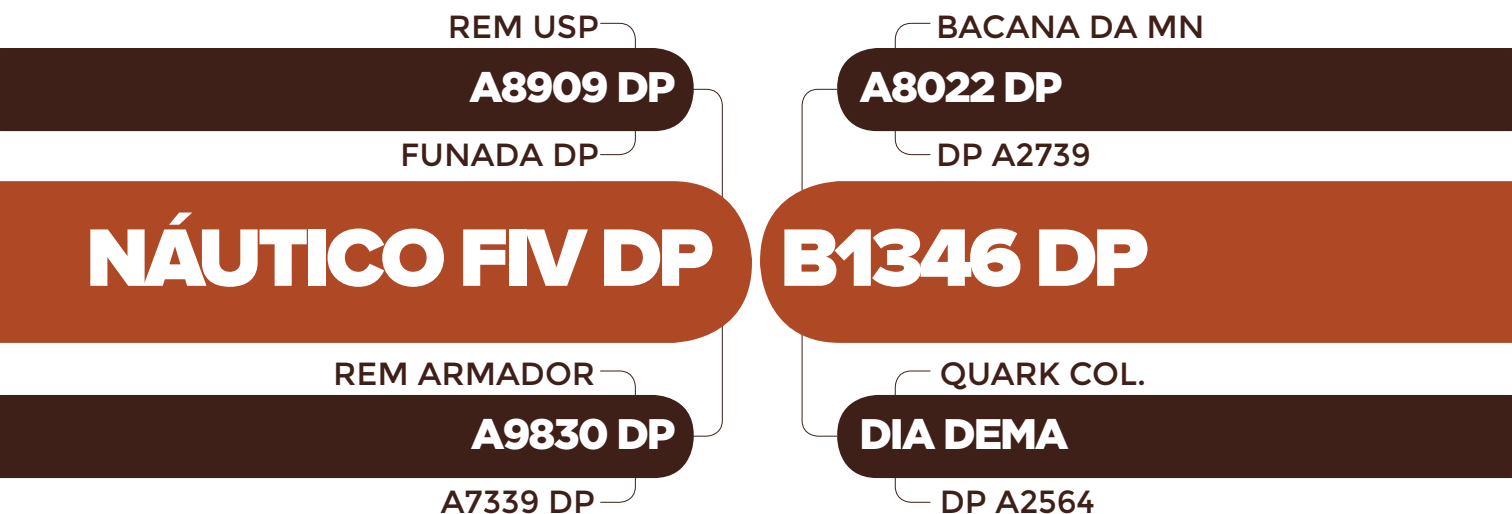 REM USP
A8909 DP
FUNADA DP
NÁUTICO FIV DP
REM ARMADOR
A9830 DP
A7339 DP
BACANA DA MN
A8022 DP
DP A2739
B1346 DP
QUARK COL.
DIA DEMA
DP A2564